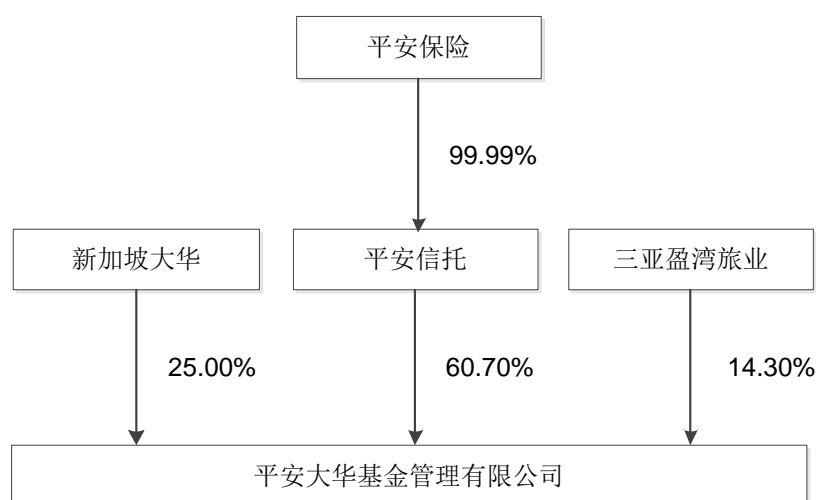 平安保险
99.99%
新加坡大华
平安信托
三亚盈湾旅业
25.00%
60.70%
14.30%
平安大华基金管理有限公司